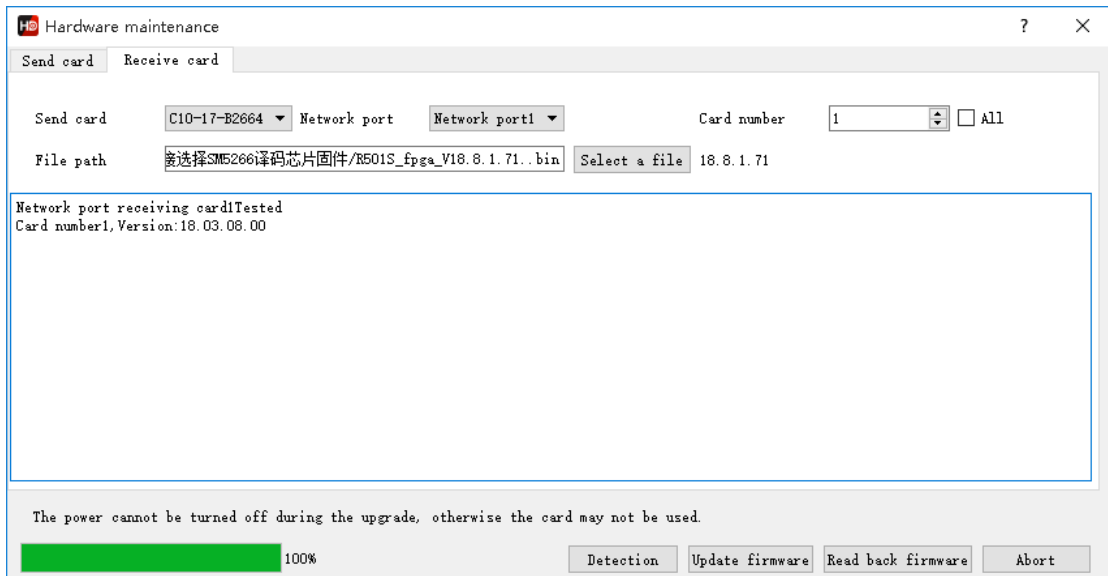 HD Hardware maintenance ?
Send card Receive card
Send card C10-17-B2664 Network port Network port1 Card number 1 All
File path 选择SM5266译码芯片固件/R501S_fpga_V18.8.1.71..bin Select a file 18.8.1.71
Network port receiving card1Tested
Card number1,Version:18.03.08.00
The power cannot be turned off during the upgrade, otherwise the card may not be used.
100% Detection Update firmware Read back firmware Abort